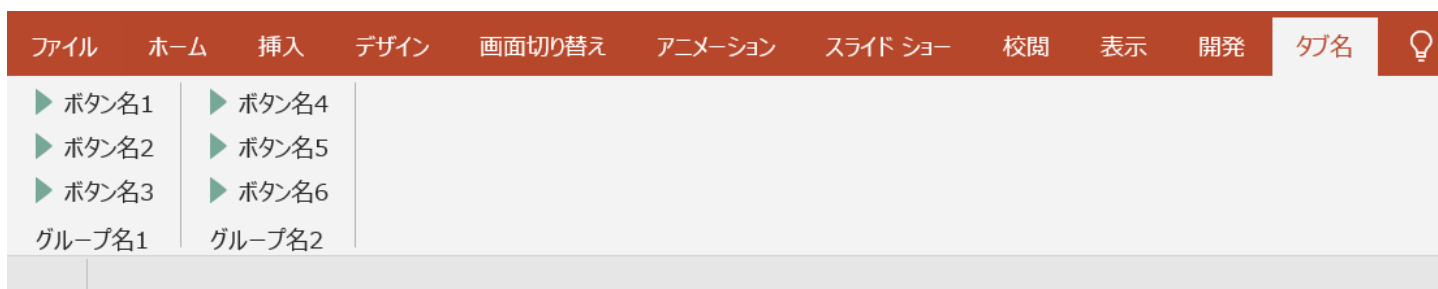 ファイル ホーム 挿入 デザイン 画面切り替え アニメーション スライド ショー 校閲 表示 開発 タブ名
ボタン名1 ボタン名4
ボタン名2 ボタン名5
ボタン名3 ボタン名6
グループ名1 グループ名2